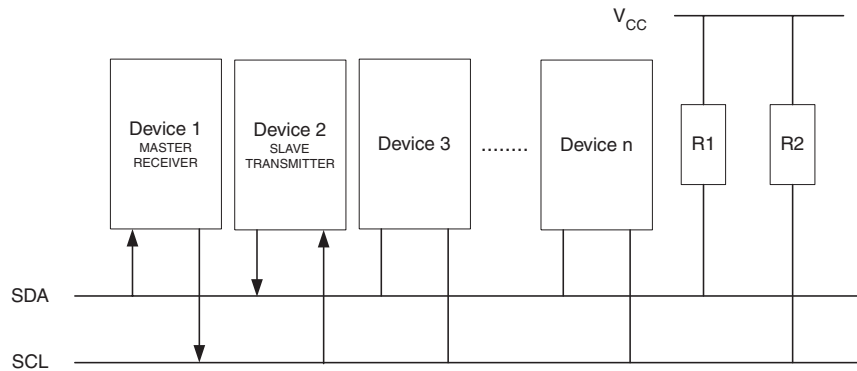 VCC
Device 1
MASTER
RECEIVER
Device 2
SLAVE
TRANSMITTER
Device 3
........
Device n
R1
R2
SDA
SCL